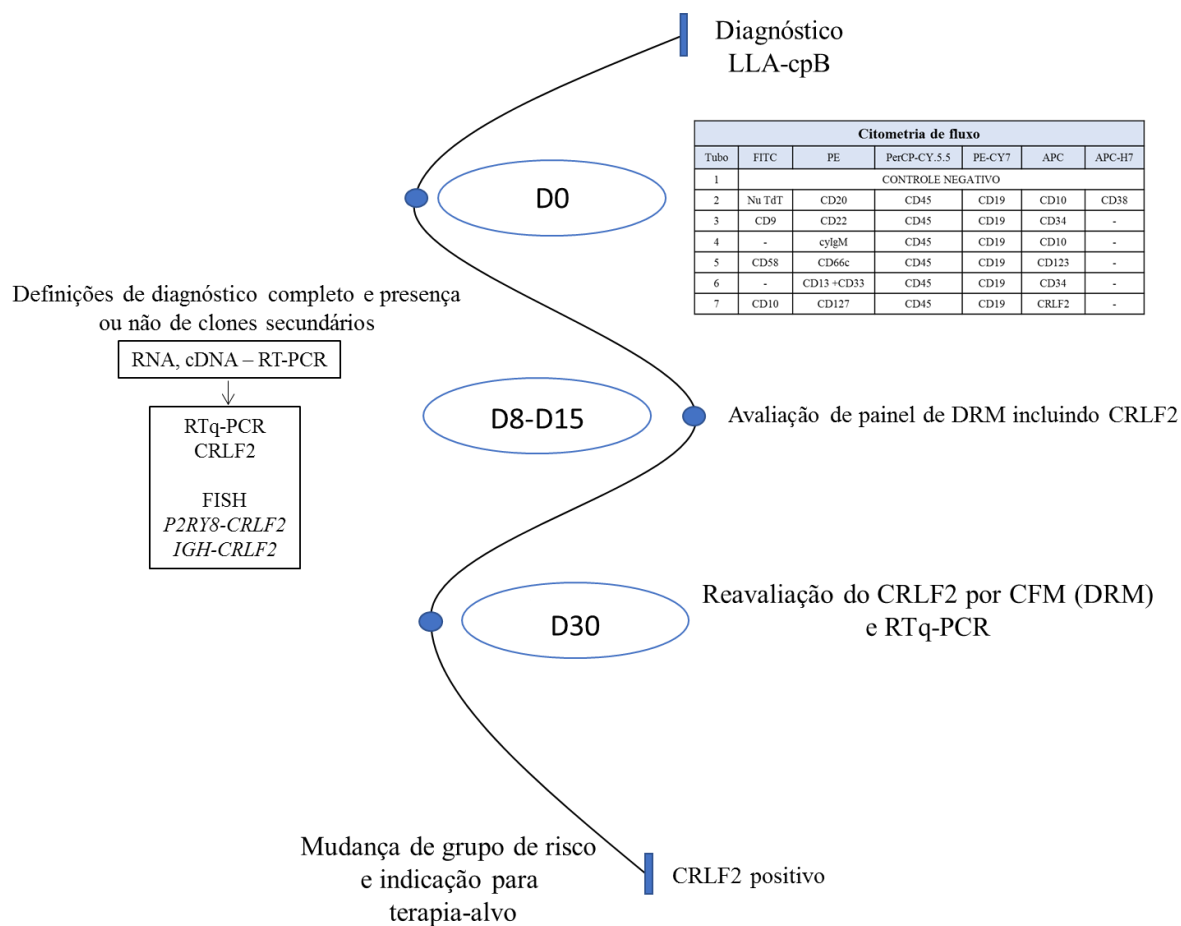 Diagnóstico
LLA-cpB
Citometria de fluxo
Tubo FITC PE PerCP-CY.5.5 PE-CY7 APC APC-H7
1 CONTROLE NEGATIVO
2 Nu TdT CD20 CD45 CD19 CD10 CD38
3 CD9 CD22 CD45 CD19 CD34 -
4 - cyIgM CD45 CD19 CD10 -
5 CD58 CD66c CD45 CD19 CD123 -
6 - CD13 +CD33 CD45 CD19 CD34 -
7 CD10 CD127 CD45 CD19 CRLF2 -
D0
Definições de diagnóstico completo e presença
ou não de clones secundários
RNA, cDNA – RT-PCR
RTq-PCR
CRLF2
FISH
P2RY8-CRLF2
IGH-CRLF2
D8-D15
Avaliação de painel de DRM incluindo CRLF2
D30
Reavaliação do CRLF2 por CFM (DRM)
e RTq-PCR
Mudança de grupo de risco
e indicação para
terapia-alvo
CRLF2 positivo